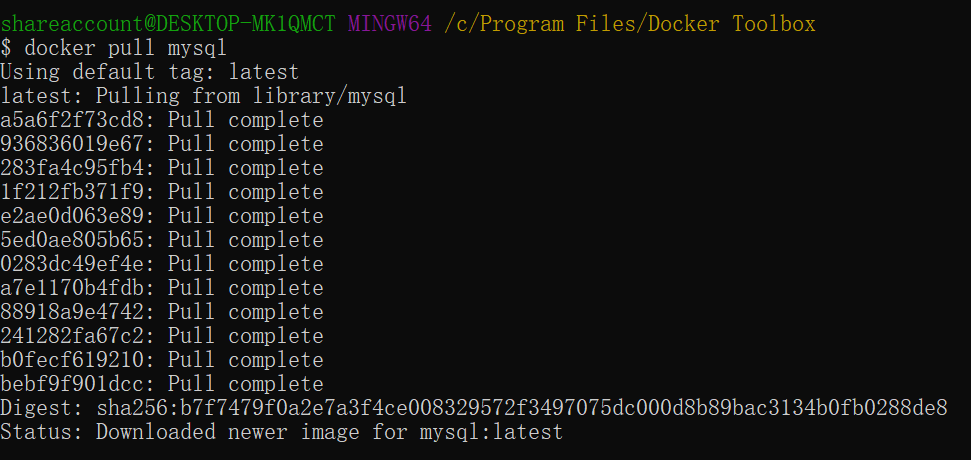 shareaccount@DESKTOP-MK1QMCT MINGW64 /c/Program Files/Docker Toolbox
$ docker pull mysql
Using default tag: latest
latest: Pulling from library/mysql
a5a6f2f73cd8: Pull complete
936836019e67: Pull complete
283fa4c95fb4: Pull complete
1f212fb371f9: Pull complete
e2ae0d063e89: Pull complete
5ed0ae805b65: Pull complete
0283dc49ef4e: Pull complete
a7e1170b4fdb: Pull complete
88918a9e4742: Pull complete
241282fa67c2: Pull complete
b0fecf619210: Pull complete
bebf9f901dcc: Pull complete
Digest: sha256:b7f7479f0a2e7a3f4ce008329572f3497075dc000d8b89bac3134b0fb0288de8
Status: Downloaded newer image for mysql:latest